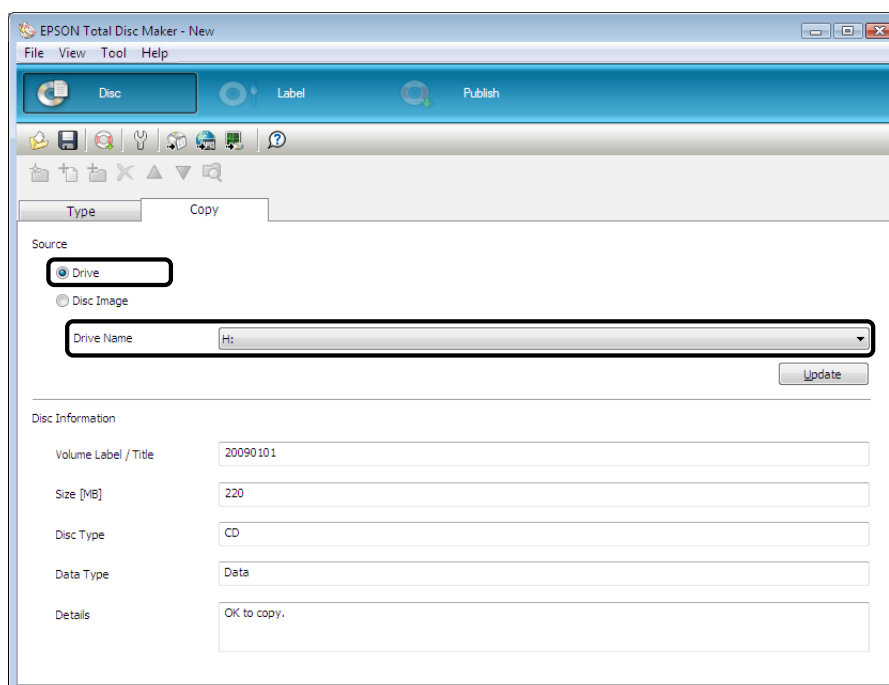 EPSON Total Disc Maker - New
File View Tool Help
Disc Label Publish
Type Copy
Source
Drive
Disc Image
Drive Name H:
Update
Disc Information
Volume Label / Title 20090101
Size [MB] 220
Disc Type CD
Data Type Data
Details OK to copy.